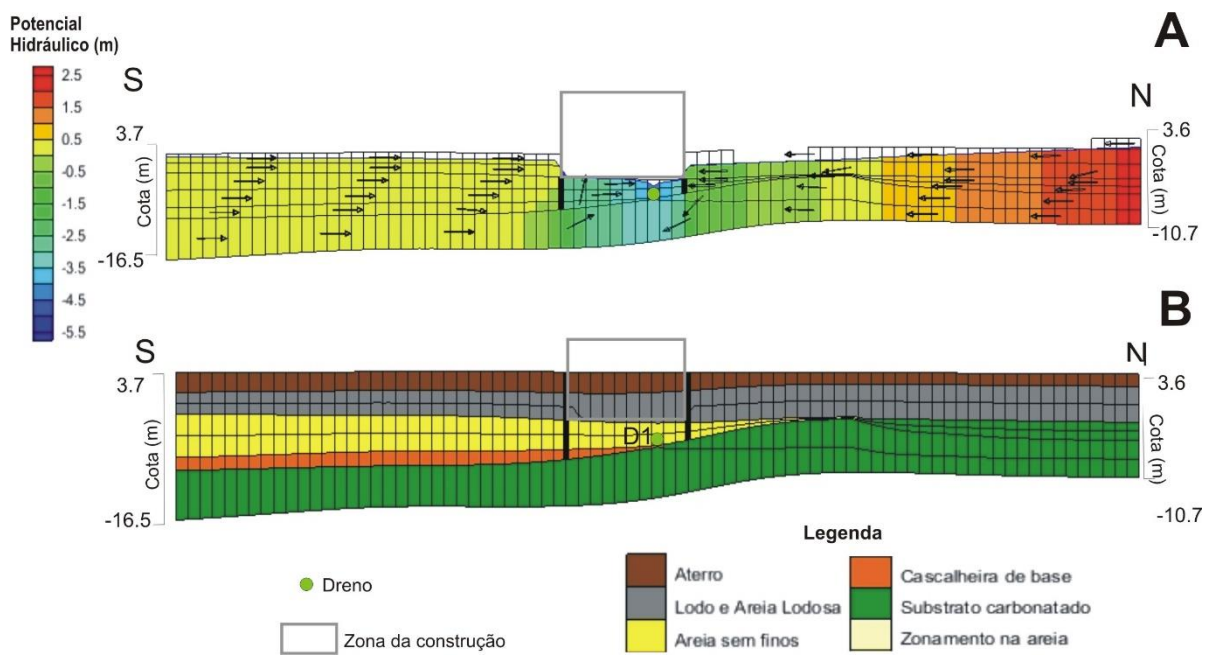 Potencial
Hidráulico (m)
A
S
N
2.5
1.5
0.5
-0.5
-1.5
-2.5
-3.5
-4.5
-5.5
3.7
Cota (m)
-16.5
3.6
Cota (m)
-10.7
B
S
N
3.7
Cota (m)
-16.5
D1
3.6
Cota (m)
-10.7
Legenda
Dreno
Zona da construção
Aterro
Lodo e Areia Lodosa
Areia sem finos
Cascalheira de base
Substrato carbonatado
Zonamento na areia